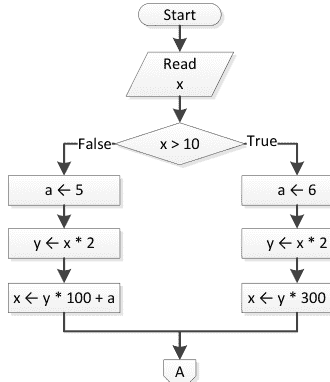 Start
Read
x
x > 10
False
True
a ← 5
a ← 6
y ← x * 2
y ← x * 2
x ← y * 100 + a
x ← y * 300
A